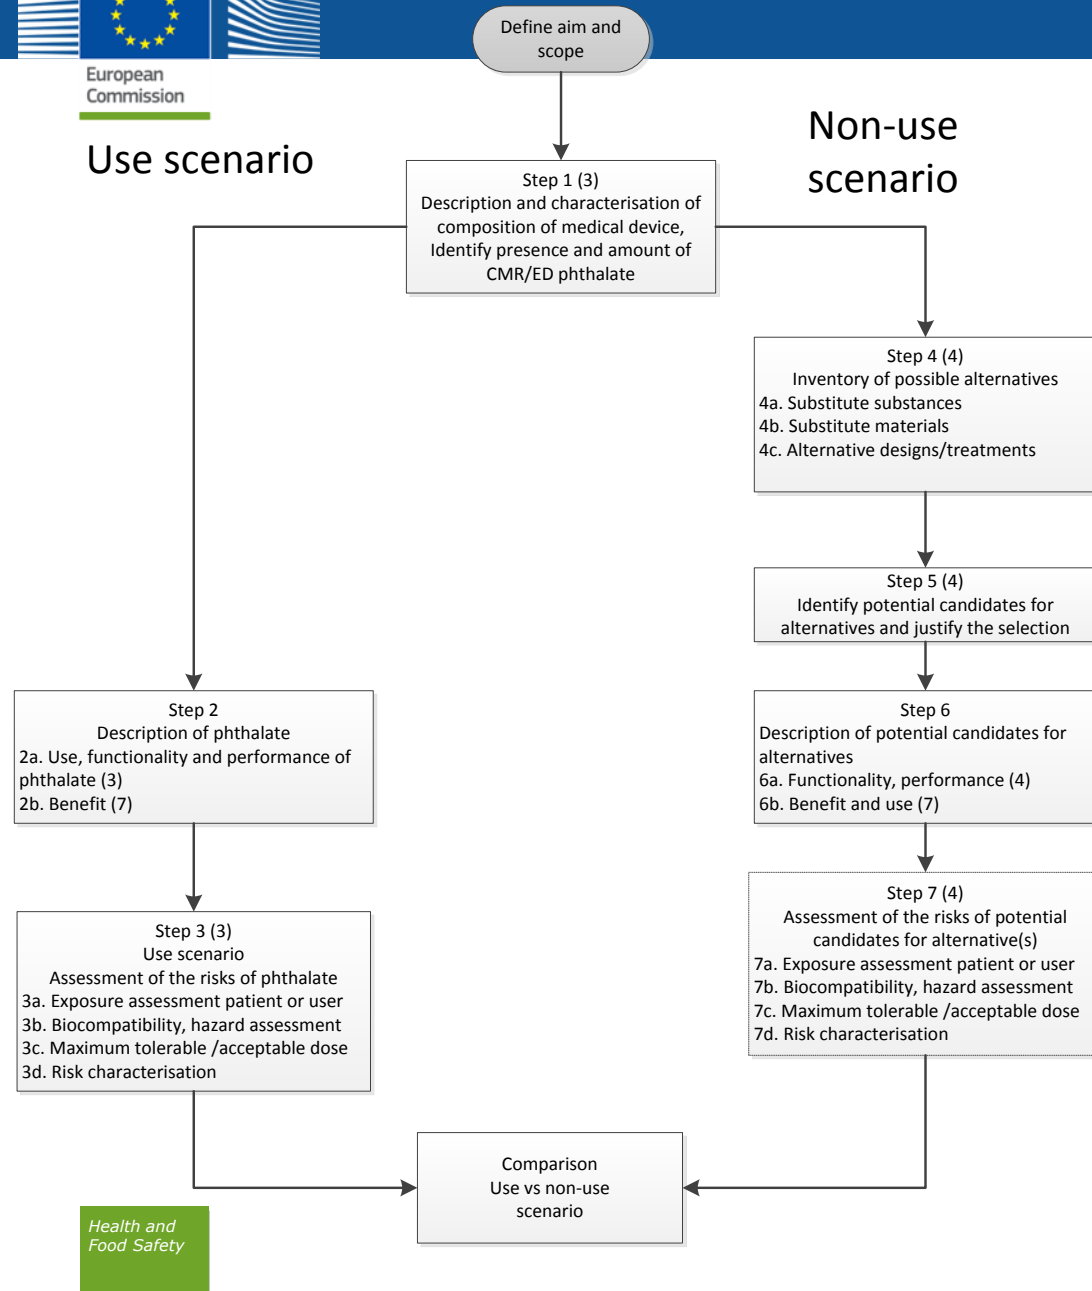 Define aim and
scope
European
Commission
Use scenario
Non-use
scenario
Step 1 (3)
Description and characterisation of
composition of medical device,
Identify presence and amount of
CMR/ED phthalate
Step 4 (4)
Inventory of possible alternatives
4a. Substitute substances
4b. Substitute materials
4c. Alternative designs/treatments
Step 5 (4)
Identify potential candidates for
alternatives and justify the selection
Step 2
Description of phthalate
2a. Use, functionality and performance of
phthalate (3)
2b. Benefit (7)
Step 6
Description of potential candidates for
alternatives
6a. Functionality, performance (4)
6b. Benefit and use (7)
Step 3 (3)
Use scenario
Assessment of the risks of phthalate
3a. Exposure assessment patient or user
3b. Biocompatibility, hazard assessment
3c. Maximum tolerable /acceptable dose
3d. Risk characterisation
Step 7 (4)
Assessment of the risks of potential
candidates for alternative(s)
7a. Exposure assessment patient or user
7b. Biocompatibility, hazard assessment
7c. Maximum tolerable /acceptable dose
7d. Risk characterisation
Comparison
Use vs non-use
scenario
Health and
Food Safety